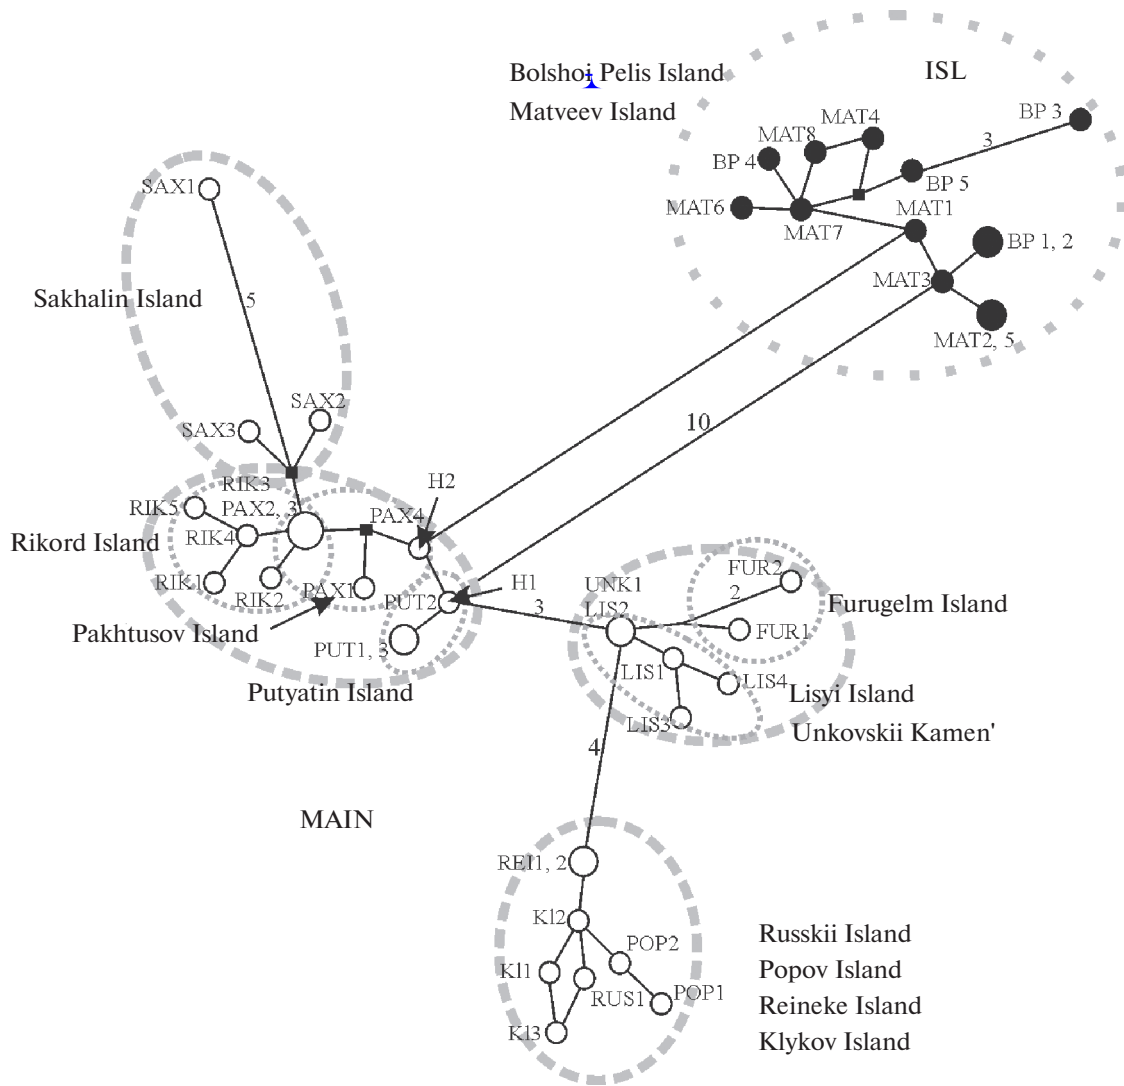 Bolshoi Pelis Island
ISL
Matveev Island
BP 3
MAT4
MAT8
3
BP 4
BP 5
SAX1
MAT6
MAT1
MAT7
BP 1, 2
MAT3
Sakhalin Island
5
MAT2, 5
SAX2
10
SAX3
H2
RIK3
RIK5
PAX2, 3
PAX4
Rikord Island
RIK4
FUR2
RIK1
H1
UNK1
2
PAX1
RIK2
PUT2
3
LIS2
Furugelm Island
Pakhtusov Island
FUR1
PUT1, 3
LIS1
LIS4
Putyatin Island
Lisyi Island
LIS3
Unkovskii Kamen'
4
MAIN
REI1, 2
Kl2
Russkii Island
POP2
Kl1
Popov Island
RUS1
POP1
Reineke Island
Kl3
Klykov Island